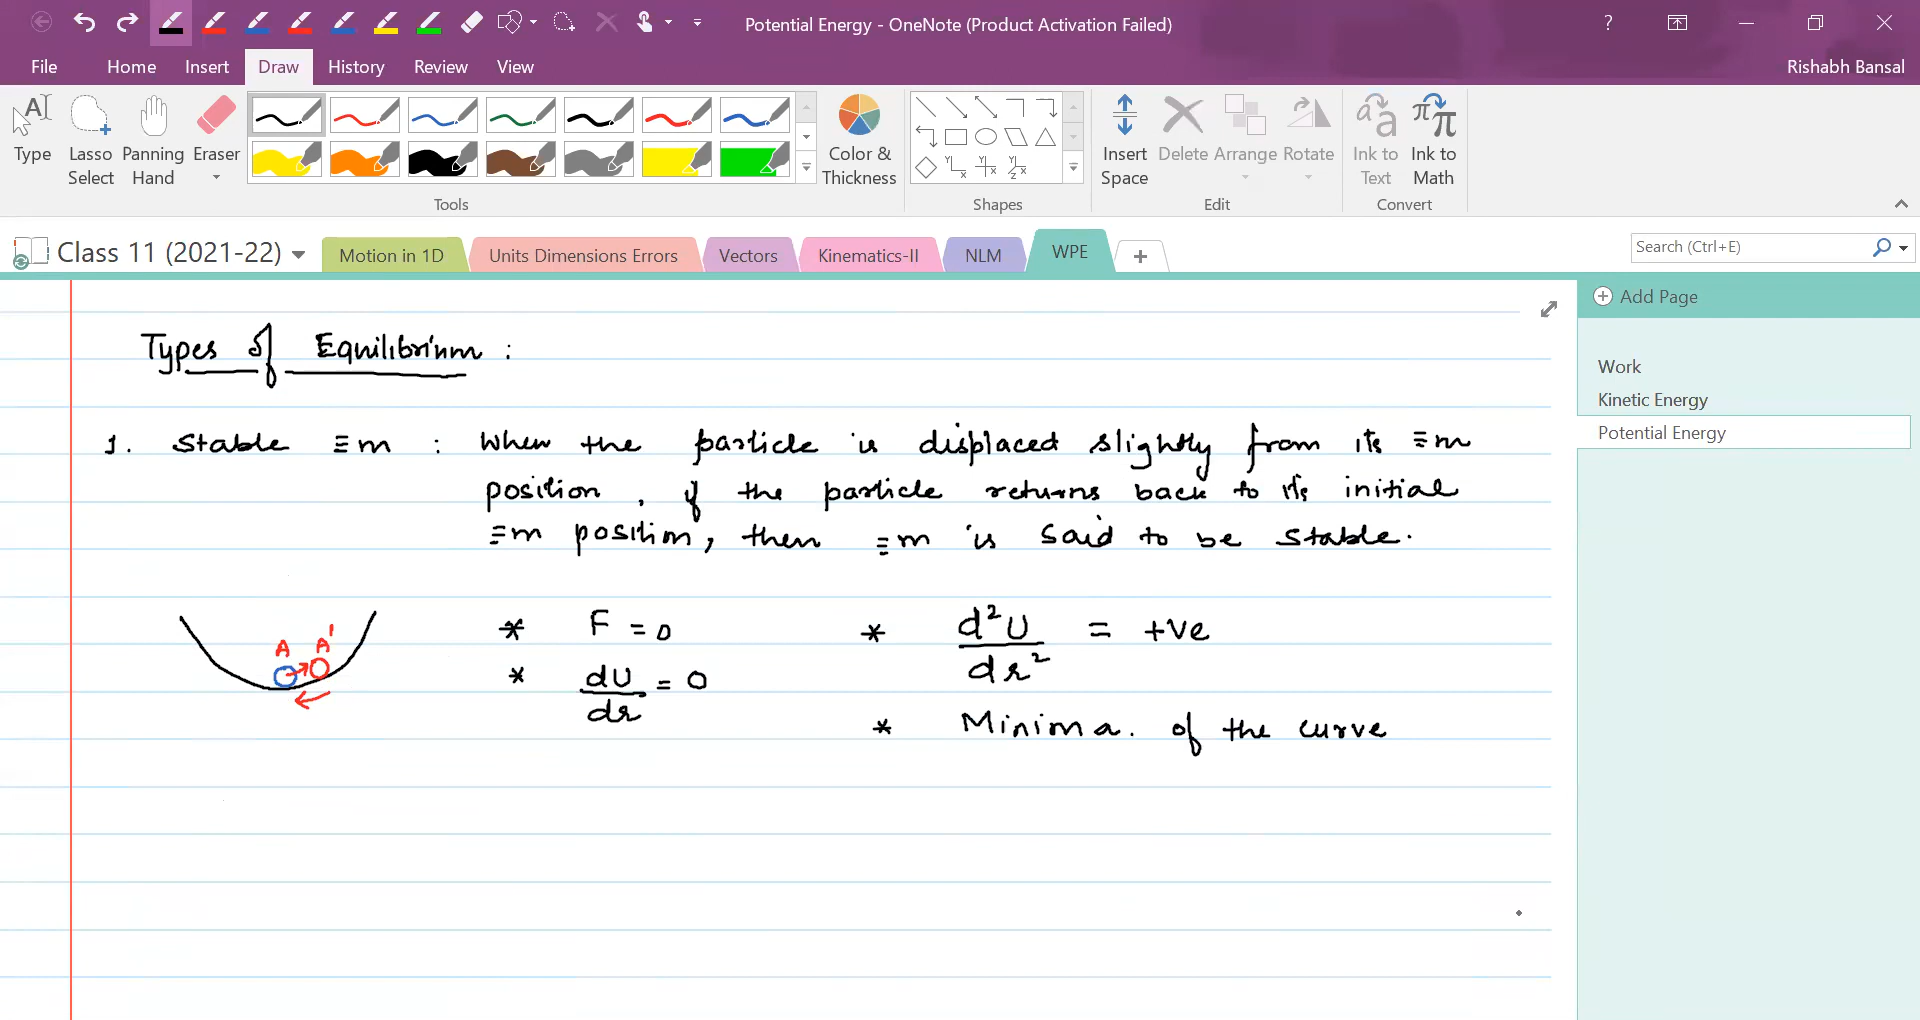 Potential Energy - OneNote (Product Activation Failed)
?
File Home Insert Draw History Review View
Rishabh Bansal
Type
Lasso Select
Panning Hand
Eraser
Color & Thickness
Insert Space
Delete
Arrange
Rotate
Ink to Text
Ink to Math
Tools
Shapes
Edit
Convert
Class 11 (2021-22)
Motion in 1D
Units Dimensions Errors
Vectors
Kinematics-II
NLM
WPE
Search (Ctrl+E)
Add Page
Work
Kinetic Energy
Potential Energy
Types of Equilibrium :
1. Stable ≡m : When the particle is displaced slightly from its ≡m
position, if the particle returns back to its initial
≡m position, then ≡m is said to be stable.
A A'
* F = 0
* dU/dr = 0
* d²U/dr² = +ve
* Minima. of the curve